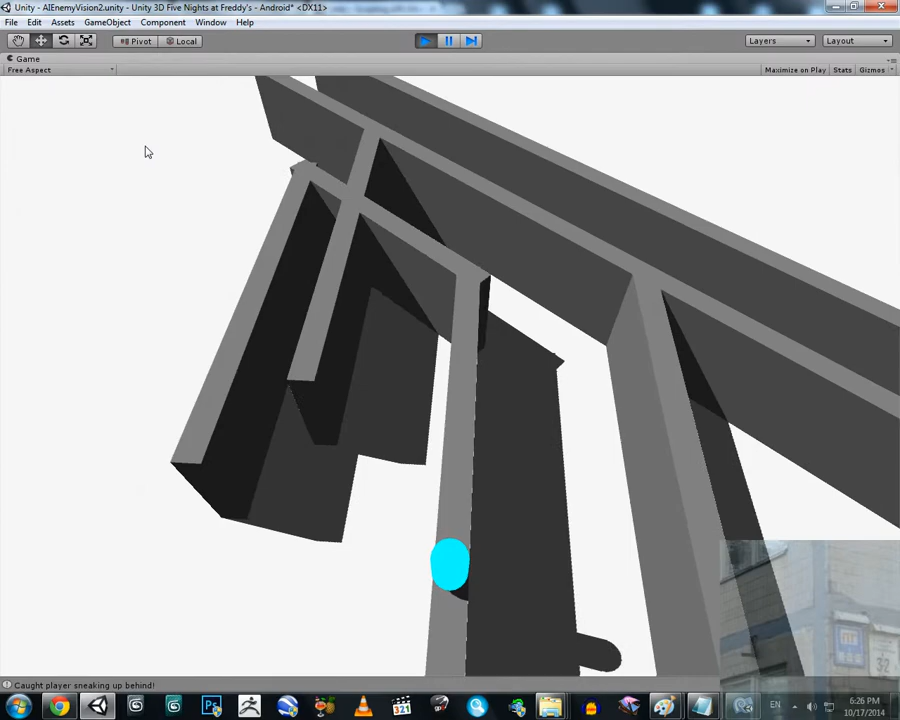 Unity - AIEnemyVision2.unity - Unity 3D Five Nights at Freddy's - Android* <DX11>
File Edit Assets GameObject Component Window Help
Pivot Local Layers Layout
Game
Free Aspect Maximize on Play Stats Gizmos
32
Caught player sneaking up behind!
321 EN 6:26 PM
10/17/2014